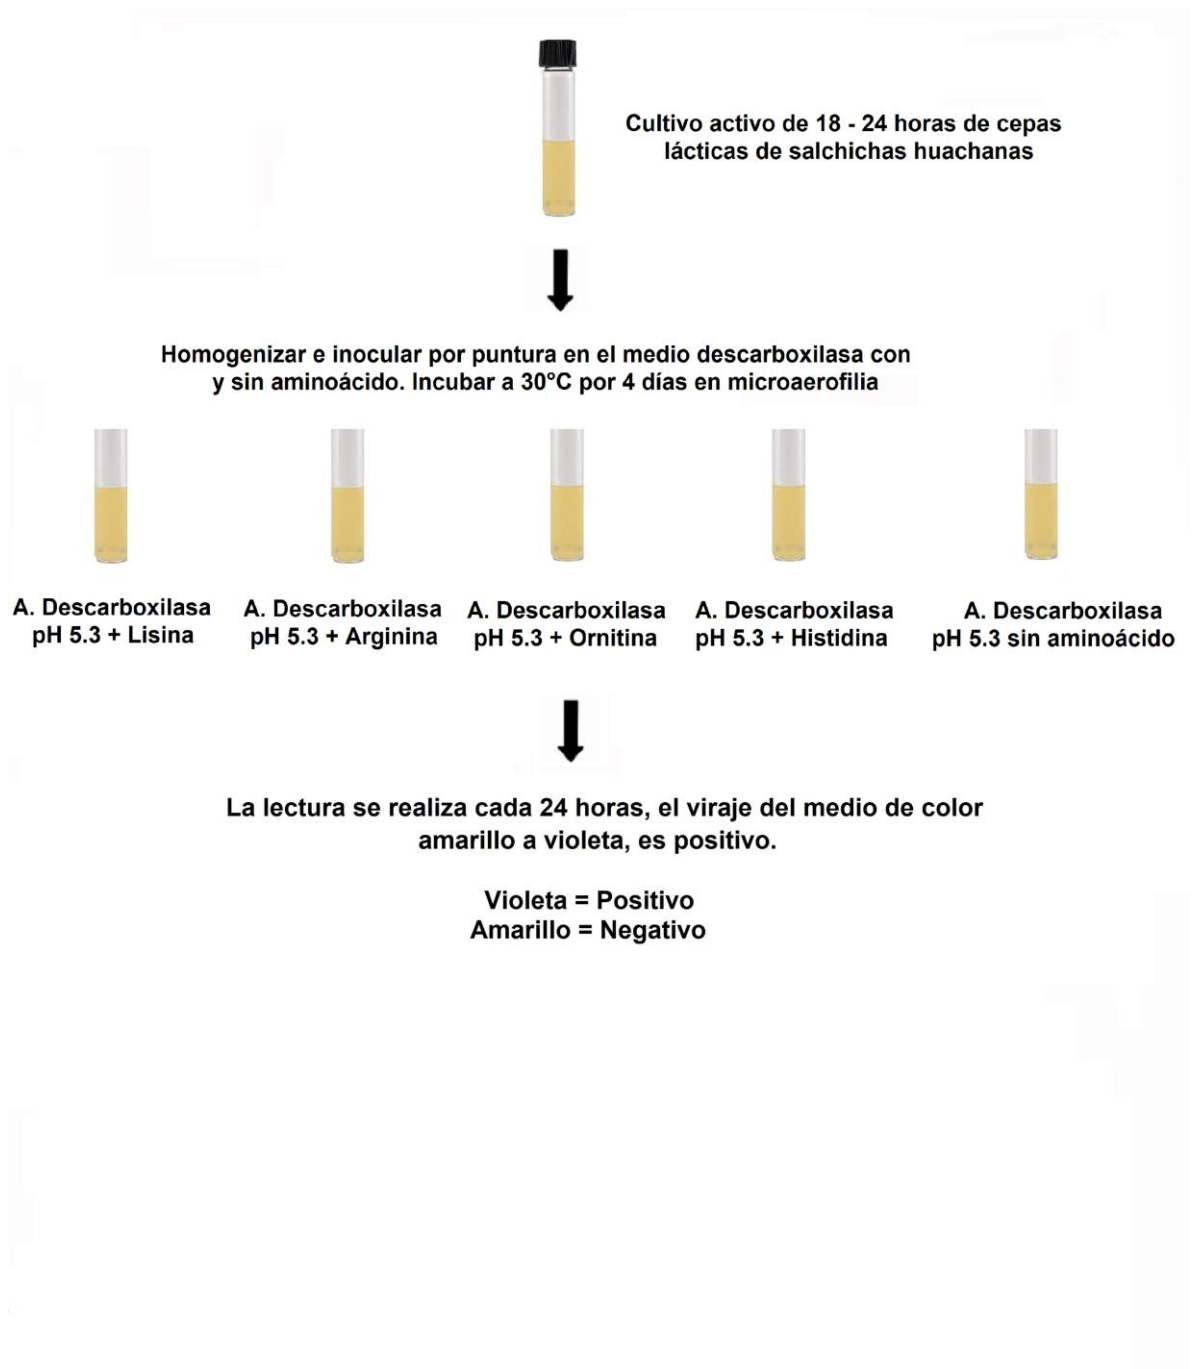 Cultivo activo de 18 - 24 horas de cepas
lácticas de salchichas huachanas
Homogenizar e inocular por puntura en el medio descarboxilasa con
y sin aminoácido. Incubar a 30°C por 4 días en microaerofilia
A. Descarboxilasa
pH 5.3 + Lisina
A. Descarboxilasa
pH 5.3 + Arginina
A. Descarboxilasa
pH 5.3 + Ornitina
A. Descarboxilasa
pH 5.3 + Histidina
A. Descarboxilasa
pH 5.3 sin aminoácido
La lectura se realiza cada 24 horas, el viraje del medio de color
amarillo a violeta, es positivo.
Violeta = Positivo
Amarillo = Negativo